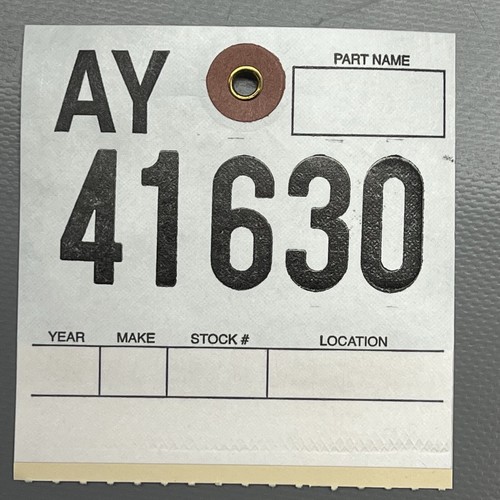 AY
PART NAME
41630
YEAR MAKE STOCK # LOCATION